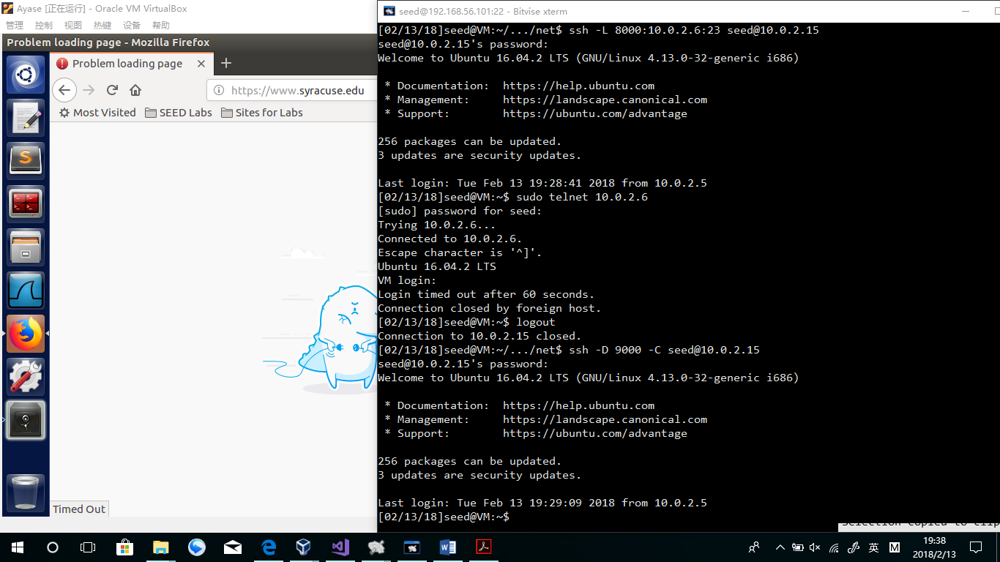 Ayase [正在运行] - Oracle VM VirtualBox
管理 控制 视图 热键 设备 帮助
Problem loading page - Mozilla Firefox
Problem loading page
https://www.syracuse.edu
Most Visited SEED Labs Sites for Labs
Timed Out
seed@192.168.56.101:22 - Bitvise xterm
[02/13/18]seed@VM:~/.../net$ ssh -L 8000:10.0.2.6:23 seed@10.0.2.15
seed@10.0.2.15's password:
Welcome to Ubuntu 16.04.2 LTS (GNU/Linux 4.13.0-32-generic i686)
* Documentation: https://help.ubuntu.com
* Management: https://landscape.canonical.com
* Support: https://ubuntu.com/advantage
256 packages can be updated.
3 updates are security updates.
Last login: Tue Feb 13 19:28:41 2018 from 10.0.2.5
[02/13/18]seed@VM:~$ sudo telnet 10.0.2.6
[sudo] password for seed:
Trying 10.0.2.6...
Connected to 10.0.2.6.
Escape character is '^]'.
Ubuntu 16.04.2 LTS
VM login:
Login timed out after 60 seconds.
Connection closed by foreign host.
[02/13/18]seed@VM:~$ logout
Connection to 10.0.2.15 closed.
[02/13/18]seed@VM:~/.../net$ ssh -D 9000 -C seed@10.0.2.15
seed@10.0.2.15's password:
Welcome to Ubuntu 16.04.2 LTS (GNU/Linux 4.13.0-32-generic i686)
* Documentation: https://help.ubuntu.com
* Management: https://landscape.canonical.com
* Support: https://ubuntu.com/advantage
256 packages can be updated.
3 updates are security updates.
Last login: Tue Feb 13 19:29:09 2018 from 10.0.2.5
[02/13/18]seed@VM:~$
Selection copied to clip
英 M
19:38
2018/2/13